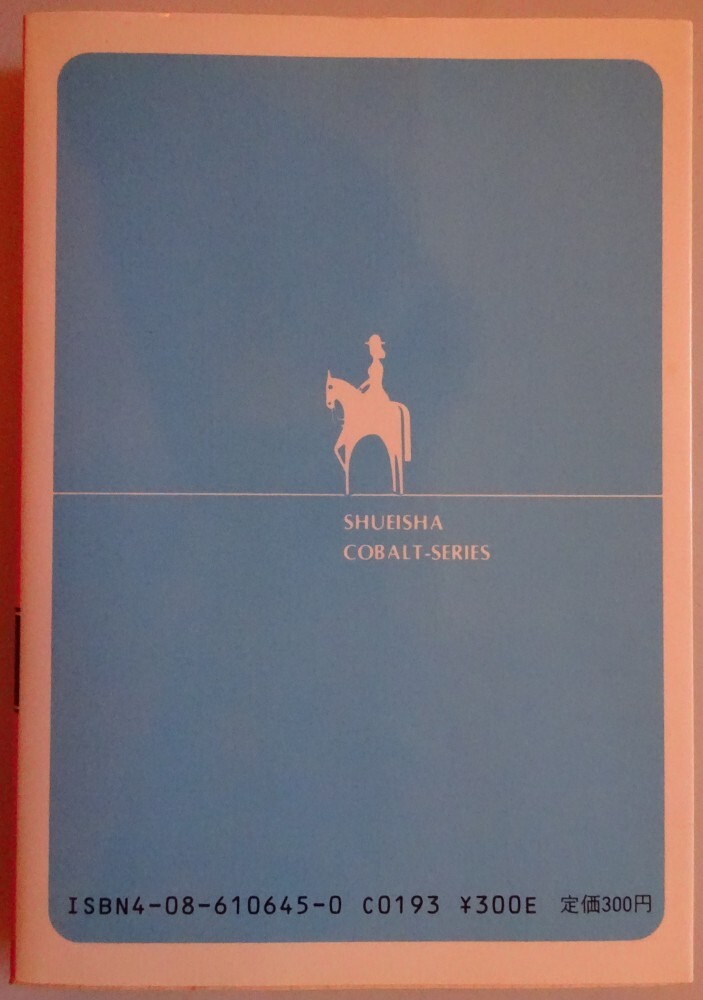 SHUEISHA
COBALT-SERIES
ISBN4-08-610645-0 C0193 ¥300E 定価300円